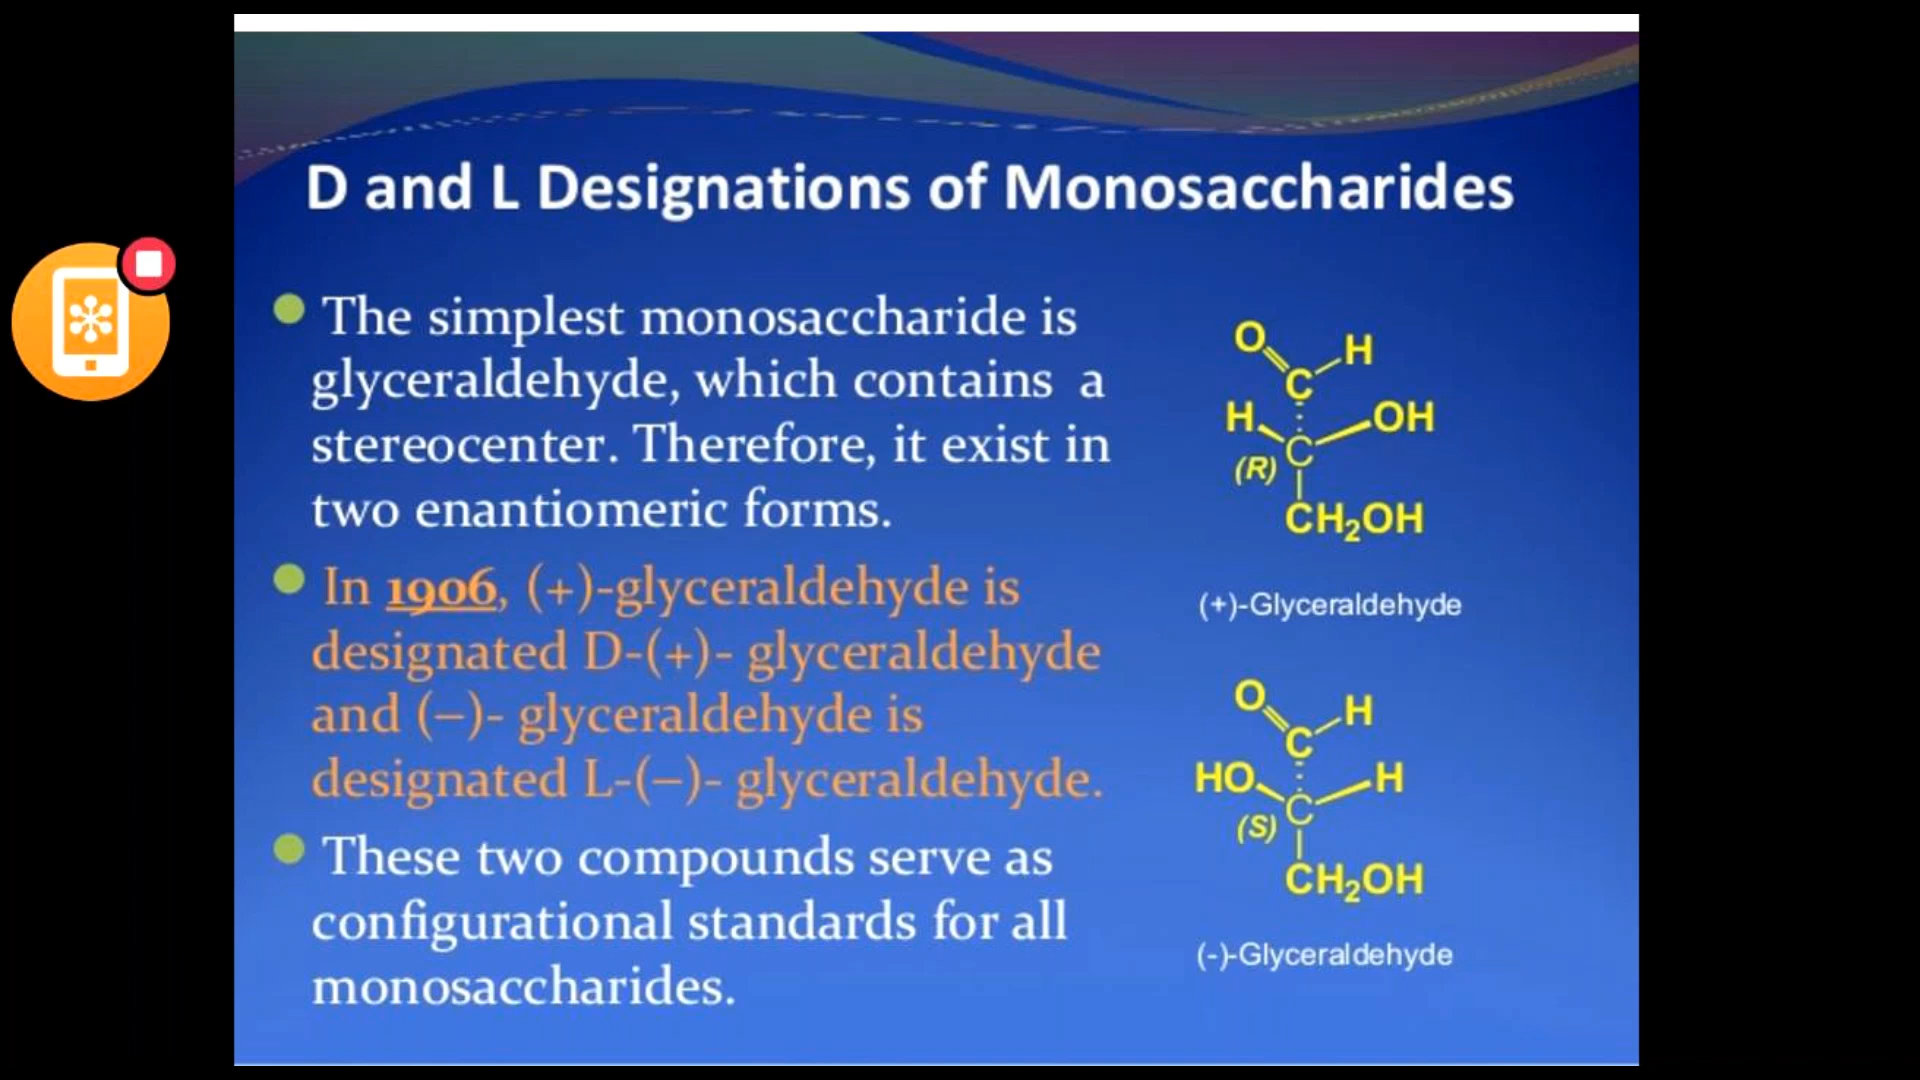 D and L Designations of Monosaccharides
The simplest monosaccharide is
glyceraldehyde, which contains a
stereocenter. Therefore, it exist in
two enantiomeric forms.
In 1906, (+)-glyceraldehyde is
designated D-(+)- glyceraldehyde
and (–)- glyceraldehyde is
designated L-(–)- glyceraldehyde.
These two compounds serve as
configurational standards for all
monosaccharides.
O
H
C
H
OH
C
(R)
CH₂OH
(+)-Glyceraldehyde
O
H
C
HO
H
C
(S)
CH₂OH
(-)-Glyceraldehyde